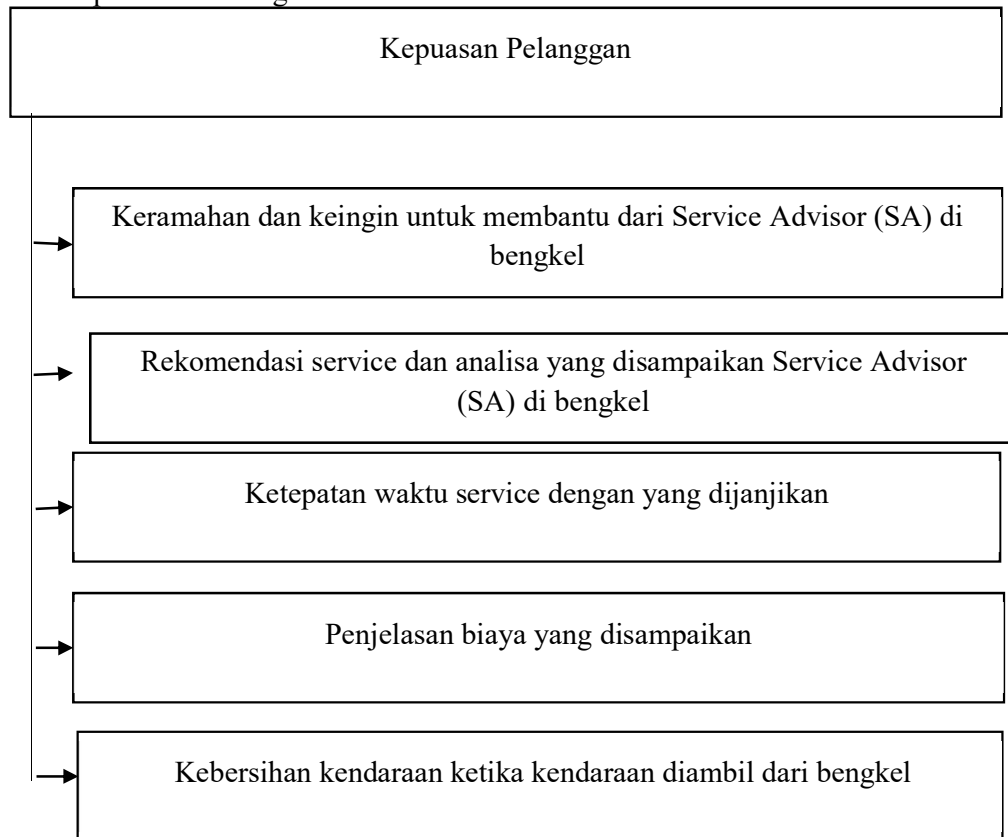 Kepuasan Pelanggan
Keramahan dan keingin untuk membantu dari Service Advisor (SA) di
bengkel
Rekomendasi service dan analisa yang disampaikan Service Advisor
(SA) di bengkel
Ketepatan waktu service dengan yang dijanjikan
Penjelasan biaya yang disampaikan
Kebersihan kendaraan ketika kendaraan diambil dari bengkel